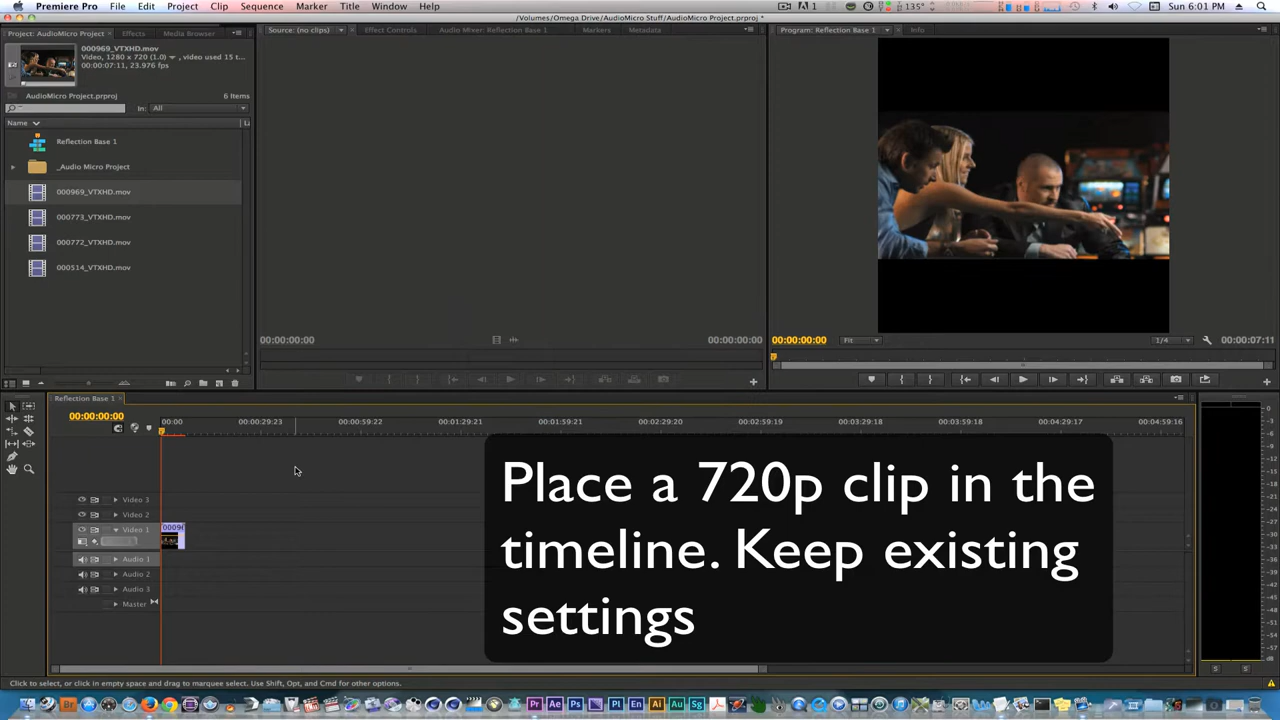 Premiere Pro File Edit Project Clip Sequence Marker Title Window Help
135° Sun 6:01 PM
/Volumes/Omega Drive/AudioMicro Stuff/AudioMicro Project.prproj *
Project: AudioMicro Project × Effects Media Browser
Source: (no clips) Effect Controls Audio Mixer: Reflection Base 1 Markers Metadata
Program: Reflection Base 1 Info
000969_VTXHD.mov
Video, 1280 x 720 (1.0) , video used 15 t...
00:00:07:11, 23.976 fps
AudioMicro Project.prproj 6 Items
In: All
Name
Reflection Base 1
_Audio Micro Project
000969_VTXHD.mov
000773_VTXHD.mov
000772_VTXHD.mov
000514_VTXHD.mov
00:00:00:00 00:00:00:00
00:00:00:00 Fit 1/4 00:00:07:11
Reflection Base 1 ×
00:00:00:00
00:00 00:00:29:23 00:00:59:22 00:01:29:21 00:02:29:20 00:02:59:19 00:03:59:18 00:04:29:17 00:04:59:16
Video 3
Video 2
Video 1
Audio 1
Audio 2
Audio 3
Master
Place a 720p clip in the
timeline. Keep existing
settings
Click to select, or click in empty space and drag to marquee select. Use Shift, Opt, and Cmd for other options.